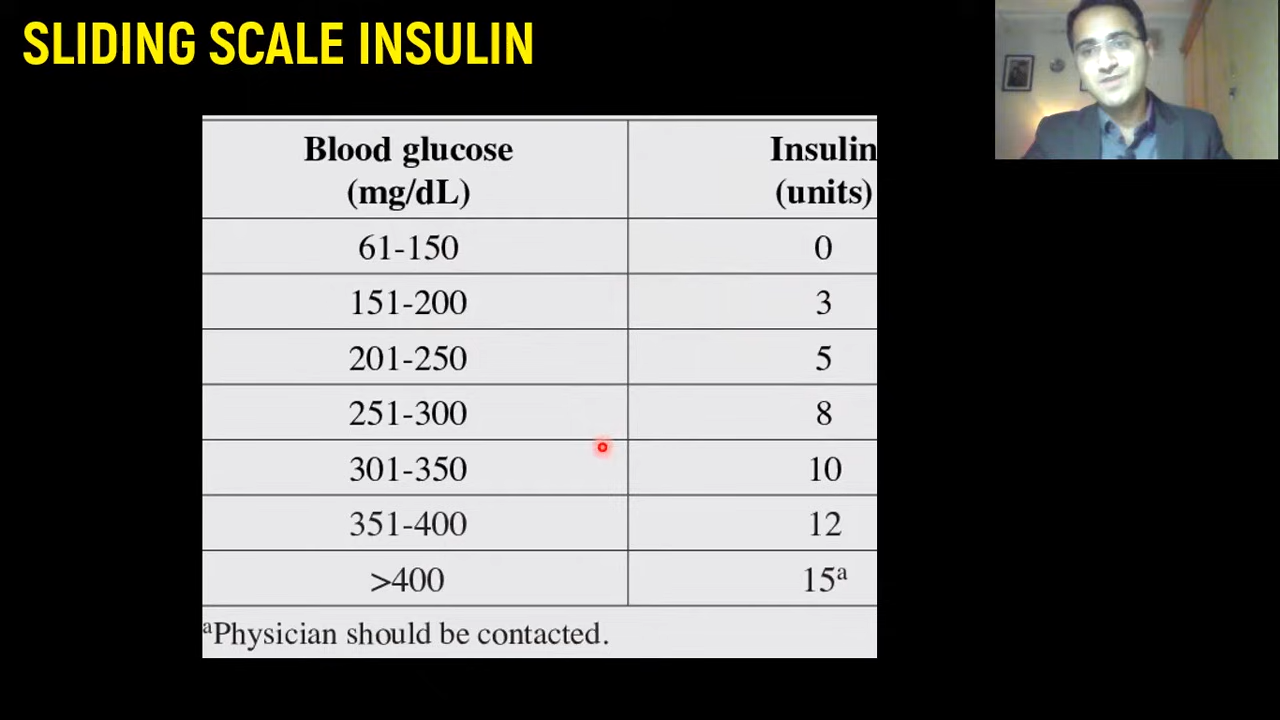 SLIDING SCALE INSULIN
Blood glucose Insulin
(mg/dL) (units)
61-150 0
151-200 3
201-250 5
251-300 8
301-350 10
351-400 12
>400 15ᵃ
ᵃPhysician should be contacted.